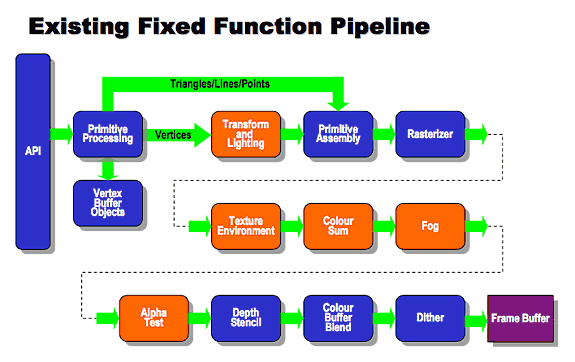 Existing Fixed Function Pipeline
Triangles/Lines/Points
API
Primitive
Processing
Vertices
Transform
and
Lighting
Primitive
Assembly
Rasterizer
Vertex
Buffer
Objects
Texture
Environment
Colour
Sum
Fog
Alpha
Test
Depth
Stencil
Colour
Buffer
Blend
Dither
Frame Buffer